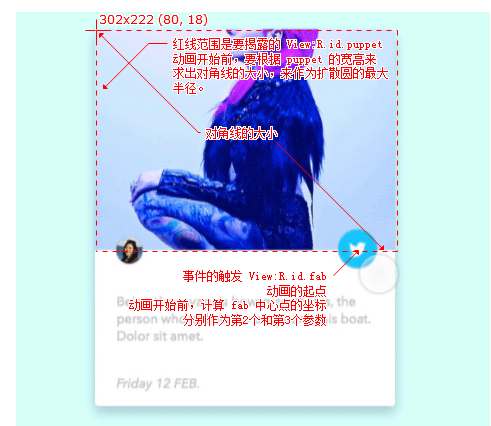 302x222 (80, 18)
红线范围是要揭露的 View:R.id.puppet
动画开始前，要根据 puppet 的宽高来
求出对角线的大小，来作为扩散圆的最大
半径。
对角线的大小
事件的触发 View:R.id.fab
动画的起点
动画开始前，计算 fab 中心点的坐标
分别作为第2个和第3个参数
the
person who is boat.
Dolor sit amet.
Friday 12 FEB.